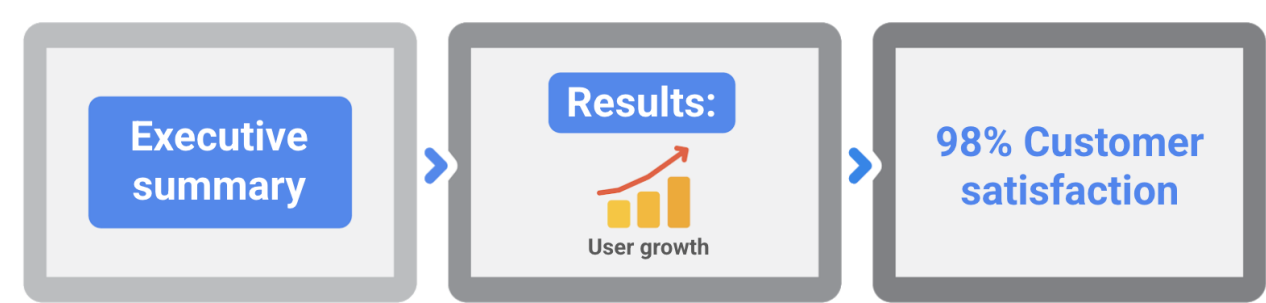 Executive
summary
Results:
User growth
98% Customer
satisfaction